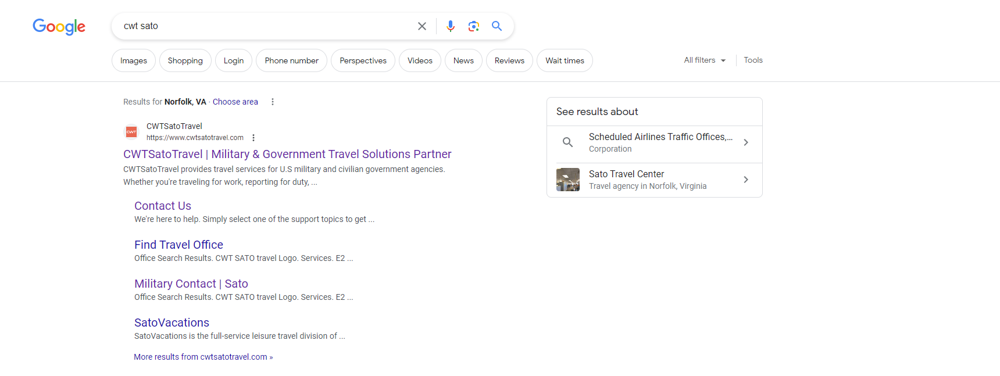 Google
cwt sato
Images
Shopping
Login
Phone number
Perspectives
Videos
News
Reviews
Wait times
All filters
Tools
Results for Norfolk, VA · Choose area
CWT
CWTSatoTravel
https://www.cwtsatotravel.com
CWTSatoTravel | Military & Government Travel Solutions Partner
CWTSatoTravel provides travel services for U.S military and civilian government agencies.
Whether you're traveling for work, reporting for duty, ...
Contact Us
We're here to help. Simply select one of the support topics to get ...
Find Travel Office
Office Search Results. CWT SATO travel Logo. Services. E2 ...
Military Contact | Sato
Office Search Results. CWT SATO travel Logo. Services. E2 ...
SatoVacations
SatoVacations is the full-service leisure travel division of ...
More results from cwtsatotravel.com »
See results about
Scheduled Airlines Traffic Offices,...
Corporation
Sato Travel Center
Travel agency in Norfolk, Virginia